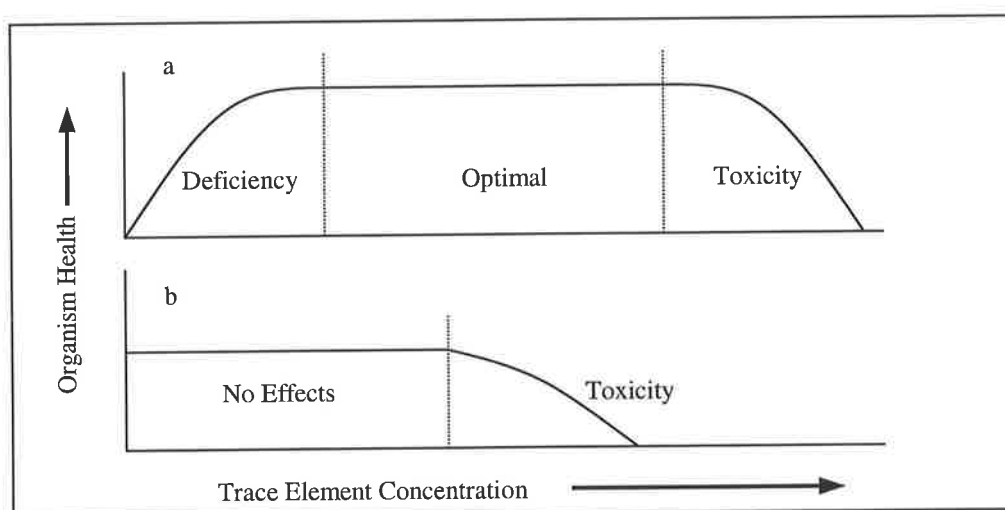 a
Deficiency
Optimal
Toxicity
Organism Health
b
No Effects
Toxicity
Trace Element Concentration